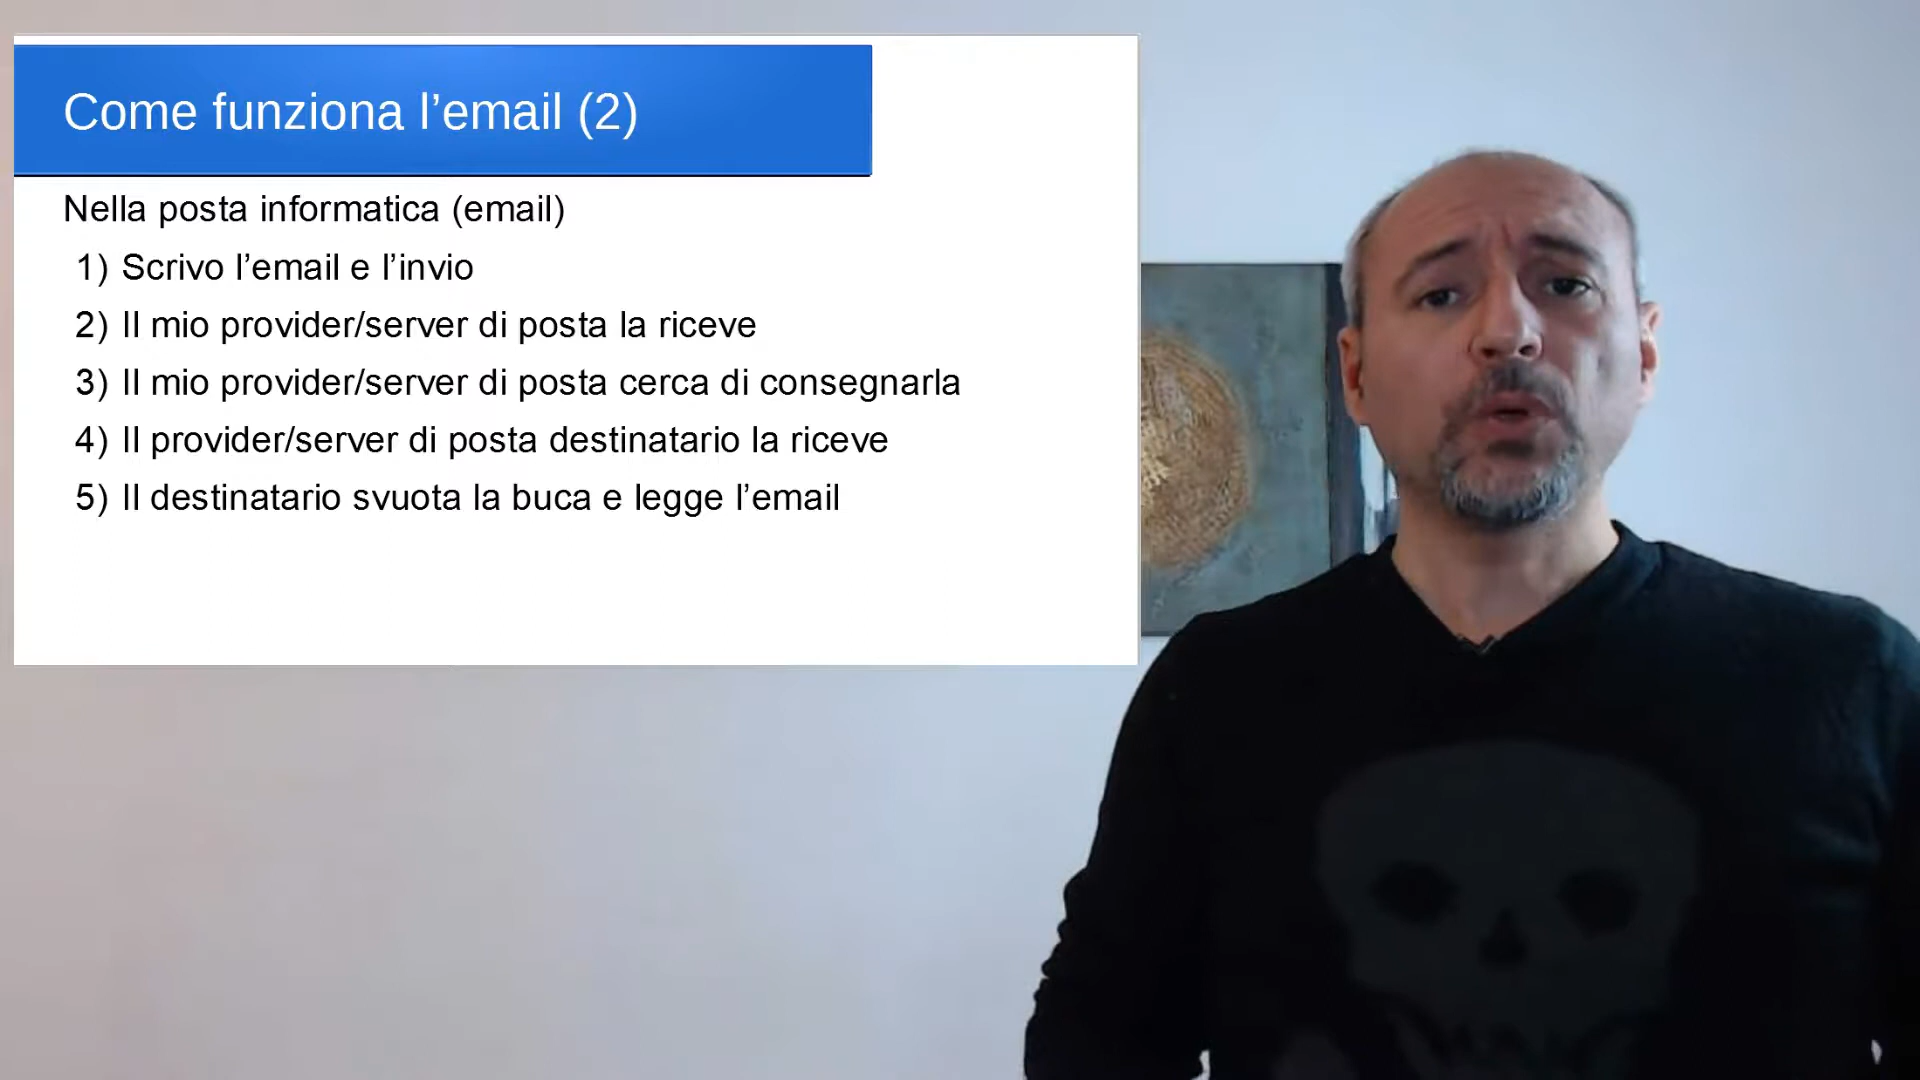 Come funziona l’email (2)
Nella posta informatica (email)
1) Scrivo l’email e l’invio
2) Il mio provider/server di posta la riceve
3) Il mio provider/server di posta cerca di consegnarla
4) Il provider/server di posta destinatario la riceve
5) Il destinatario svuota la buca e legge l’email